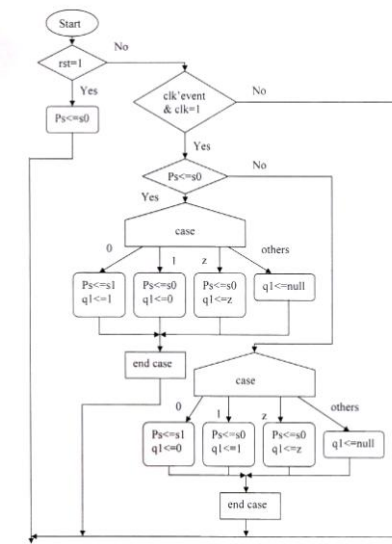 Start
No
rst=1
Yes
Ps<=s0
clk'event
& clk=1
No
Yes
Ps<=s0
No
Yes
case
0
1
z
others
Ps<=s1
q1<=1
Ps<=s0
q1<=0
Ps<=s0
q1<=z
q1<=null
end case
case
0
1
z
others
Ps<=s1
q1<=0
Ps<=s0
q1<=1
Ps<=s0
q1<=z
q1<=null
end case